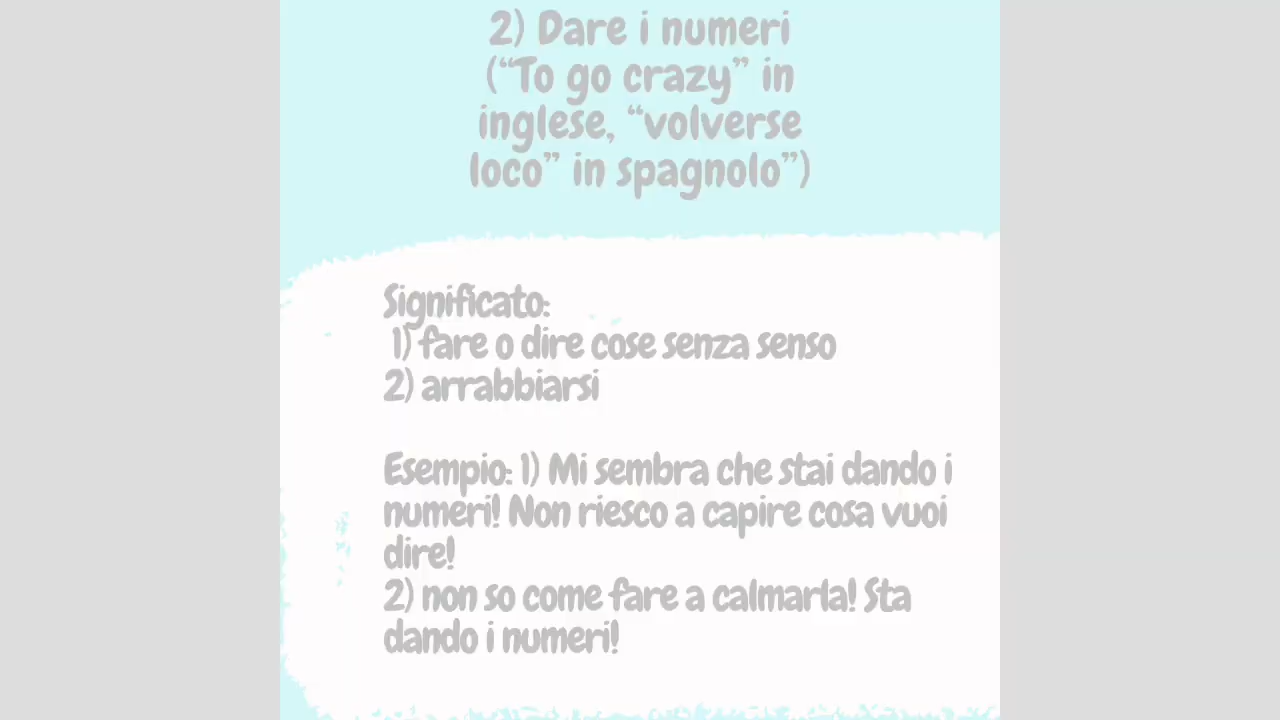 2) Dare i numeri
(“To go crazy” in
inglese, “volverse
loco” in spagnolo”)
Significato:
1) fare o dire cose senza senso
2) arrabbiarsi
Esempio: 1) Mi sembra che stai dando i
numeri! Non riesco a capire cosa vuoi
dire!
2) non so come fare a calmarla! Sta
dando i numeri!